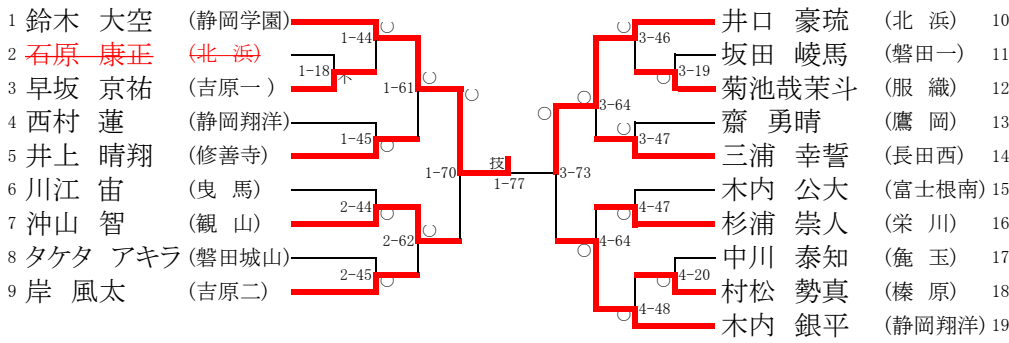 1 鈴木 大空 (静岡学園)
2 石原 康正 (北 浜)
3 早坂 京祐 (吉原一)
4 西村 蓮 (静岡翔洋)
5 井上 晴翔 (修善寺)
6 川江 宙 (曳 馬)
7 沖山 智 (観 山)
8 タケタ アキラ (磐田城山)
9 岸 風太 (吉原二)
1-44
1-18
1-61
1-45
1-70
2-44
2-62
2-45
技
1-77
3-46
3-19
3-64
3-47
3-73
4-47
4-64
4-20
4-48
井口 豪琉 (北 浜) 10
坂田 崚馬 (磐田一) 11
菊池哉茉斗 (服 織) 12
齋 勇晴 (鷹 岡) 13
三浦 幸誓 (長田西) 14
木内 公大 (富士根南) 15
杉浦 崇人 (栄 川) 16
中川 泰知 (麁 玉) 17
村松 勢真 (榛 原) 18
木内 銀平 (静岡翔洋) 19